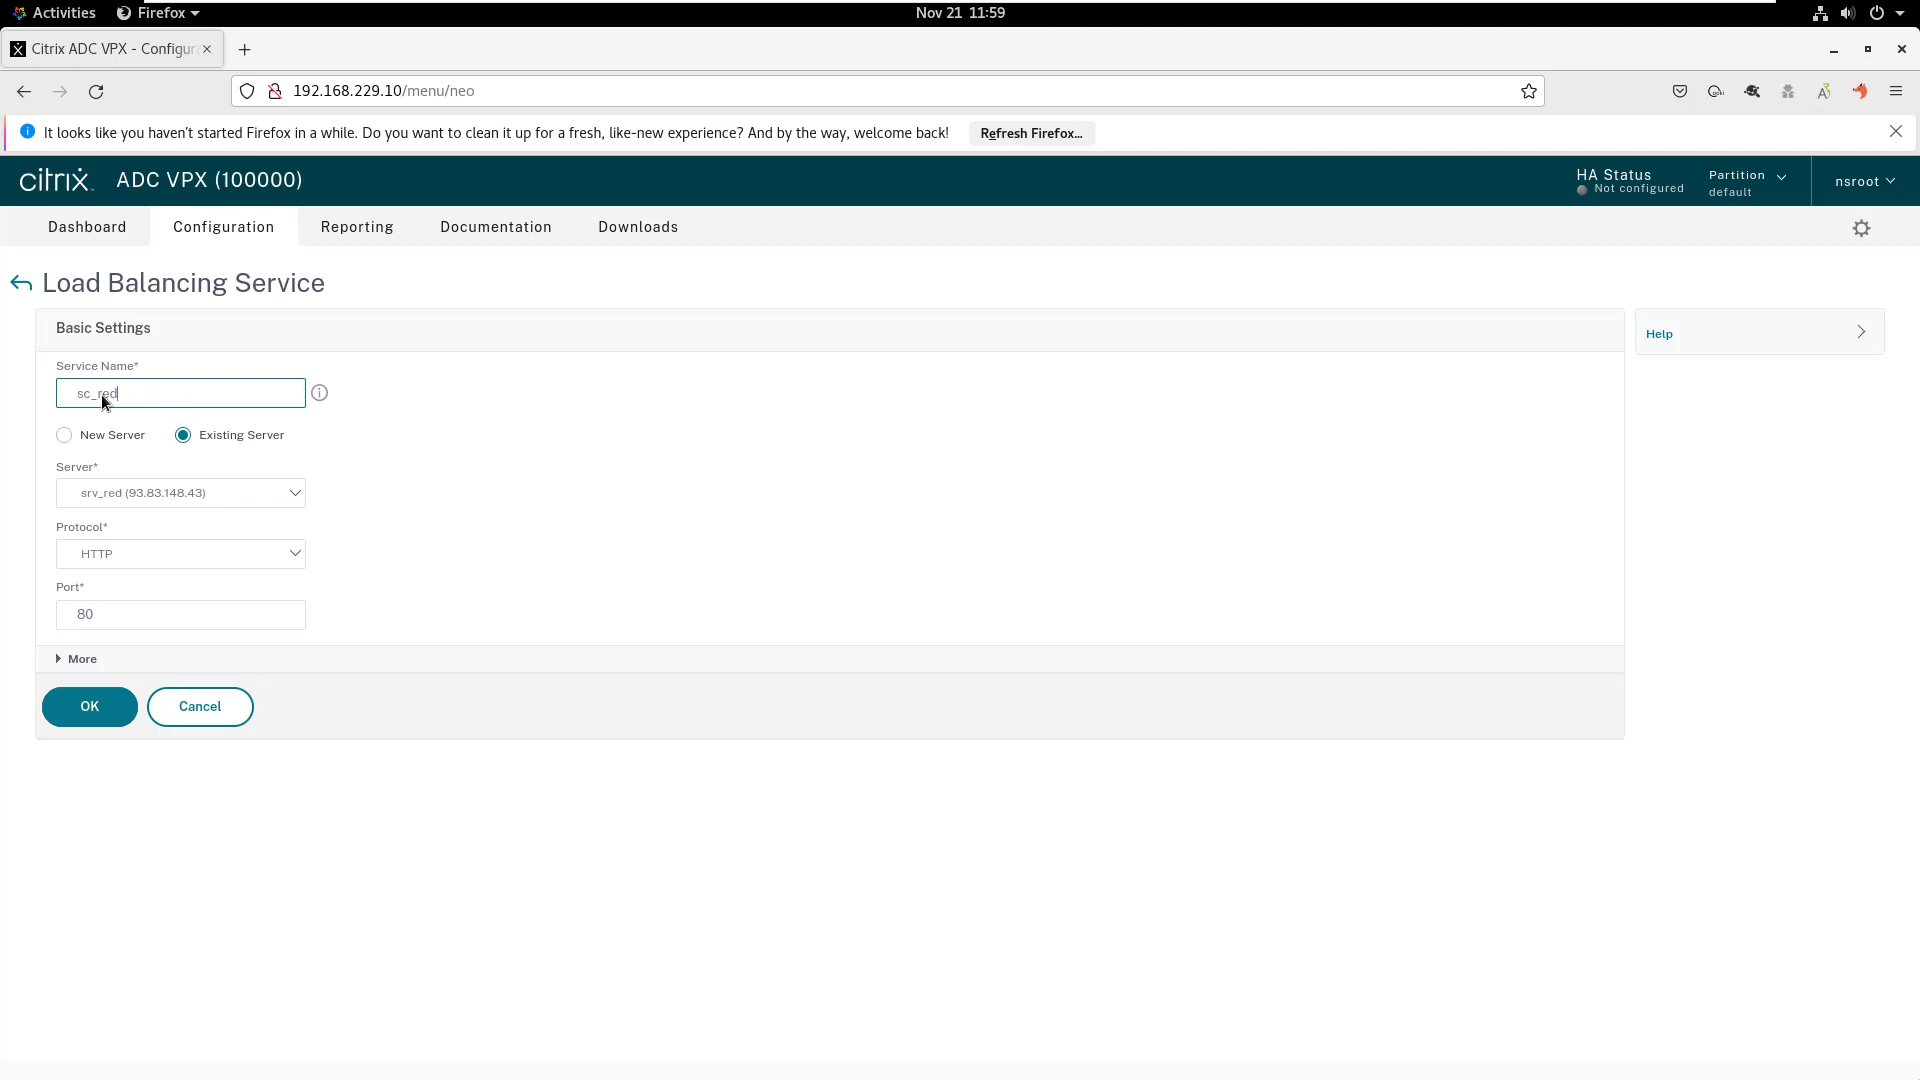 Activities Firefox Nov 21 11:59
Citrix ADC VPX - Configur
192.168.229.10/menu/neo
It looks like you haven't started Firefox in a while. Do you want to clean it up for a fresh, like-new experience? And by the way, welcome back! Refresh Firefox...
citrix ADC VPX (100000) HA Status Not configured Partition default nsroot
Dashboard Configuration Reporting Documentation Downloads
Load Balancing Service
Basic Settings
Help
Service Name*
sc_red
New Server Existing Server
Server*
srv_red (93.83.148.43)
Protocol*
HTTP
Port*
80
More
OK Cancel